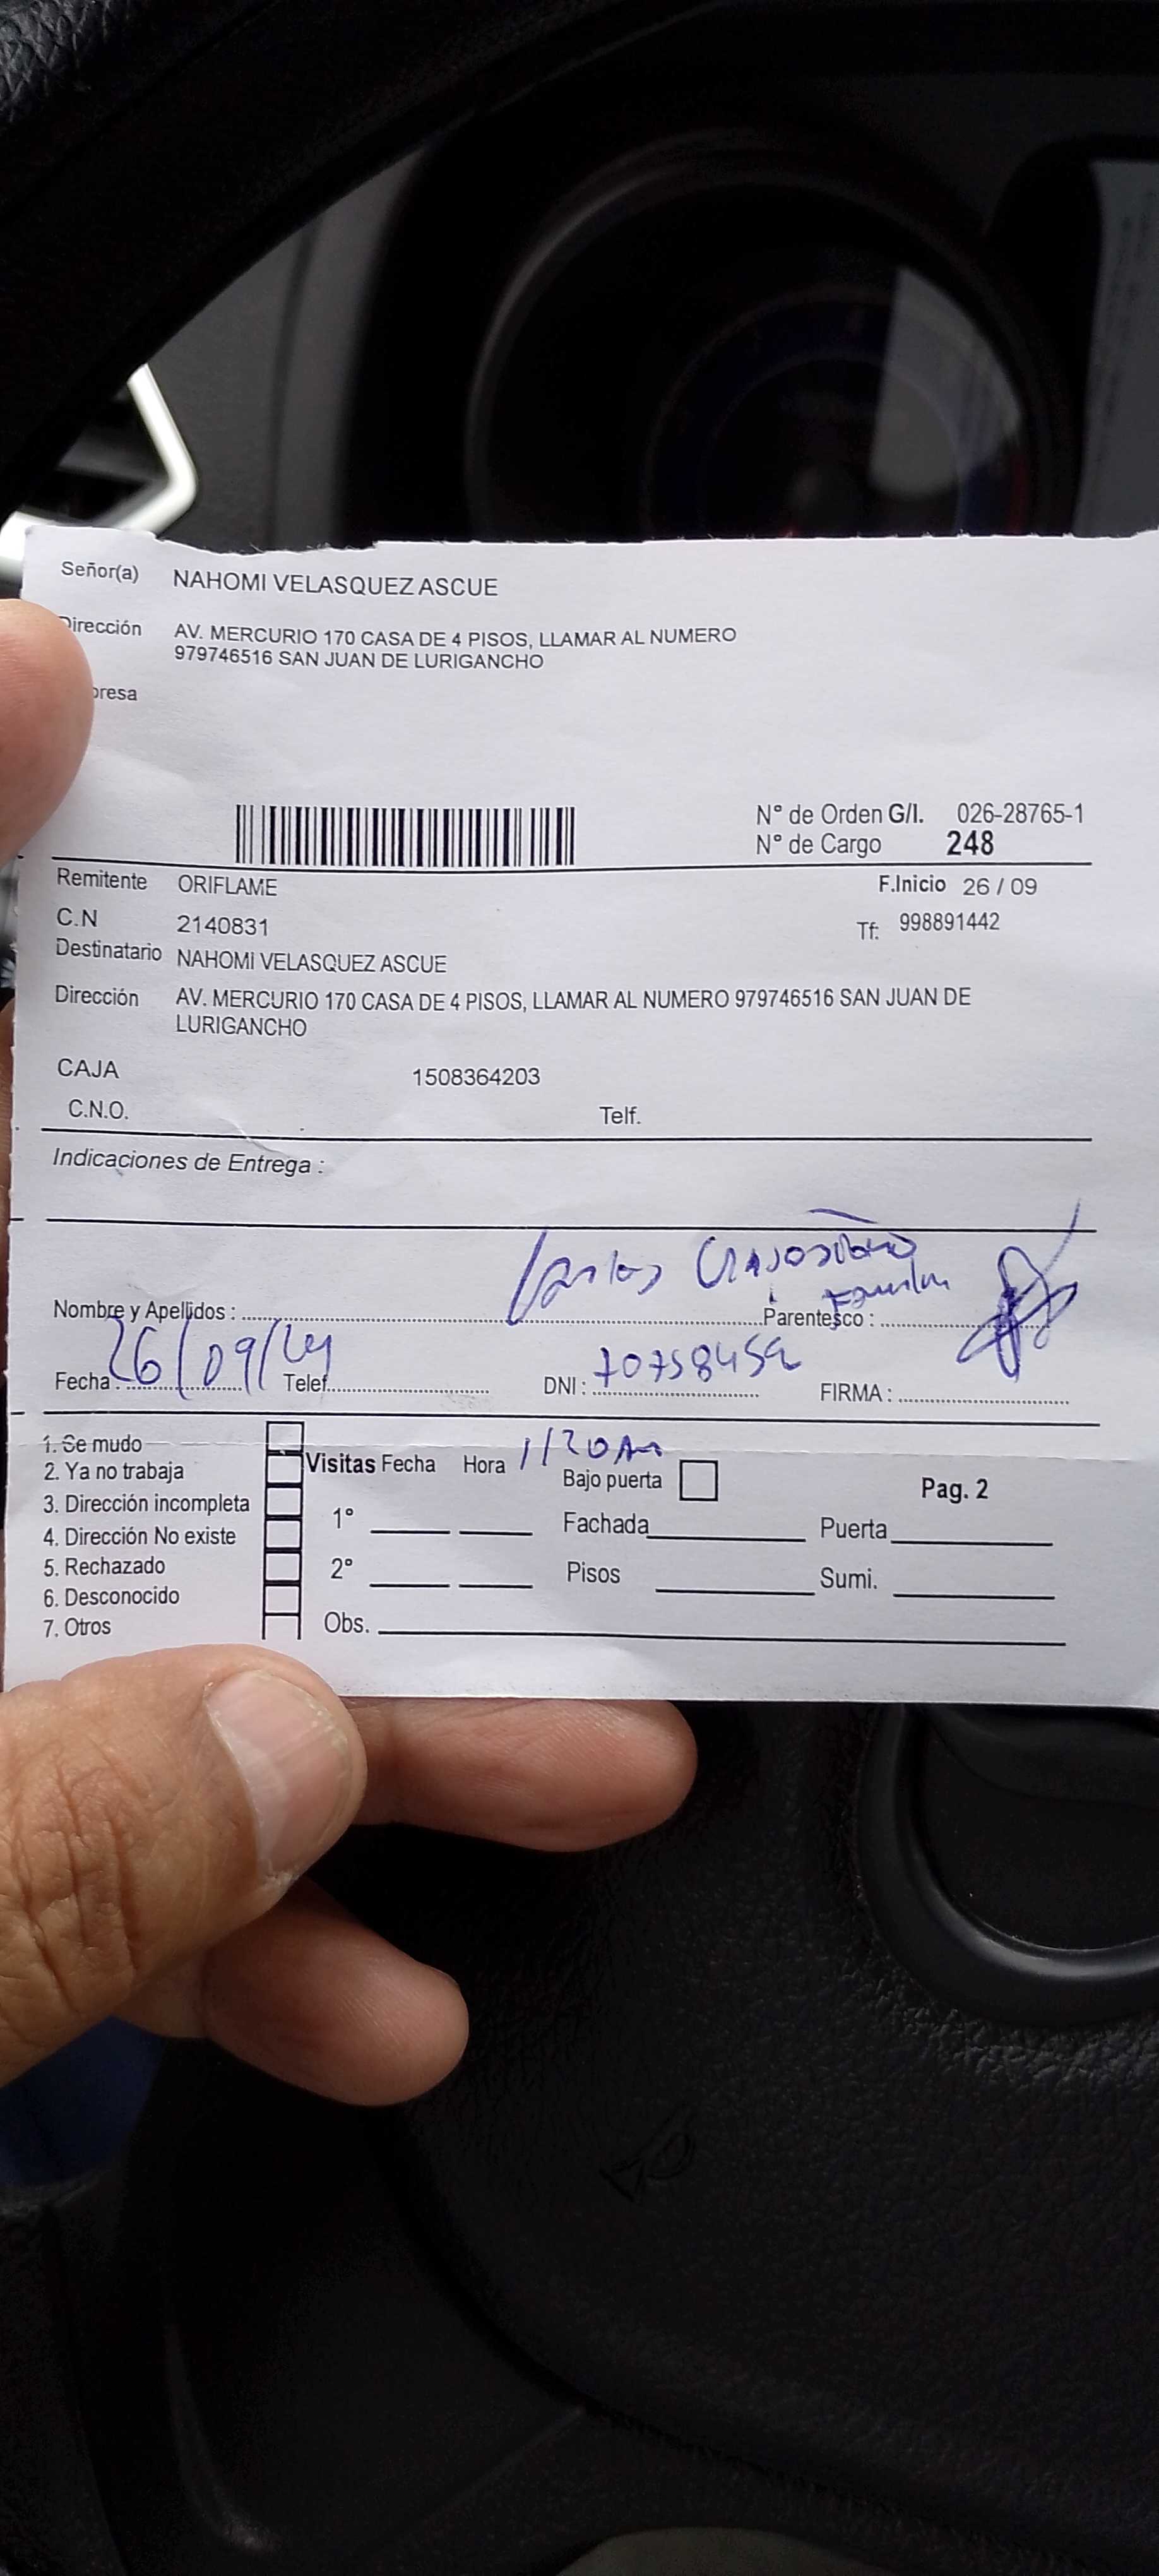 Señor(a) NAHOMI VELASQUEZ ASCUE
Dirección AV. MERCURIO 170 CASA DE 4 PISOS, LLAMAR AL NUMERO
979746516 SAN JUAN DE LURIGANCHO
presa
N° de Orden G/I. 026-28765-1
N° de Cargo 248
Remitente ORIFLAME F.Inicio 26 / 09
C.N 2140831 Tf: 998891442
Destinatario NAHOMI VELASQUEZ ASCUE
Dirección AV. MERCURIO 170 CASA DE 4 PISOS, LLAMAR AL NUMERO 979746516 SAN JUAN DE
LURIGANCHO
CAJA 1508364203
C.N.O. Telf.
Indicaciones de Entrega :
Nombre y Apellidos : Carlos Parentesco :
Fecha : 26/09/24 Telef. DNI : FIRMA :
1. Se mudo
2. Ya no trabaja
3. Dirección incompleta
4. Dirección No existe
5. Rechazado
6. Desconocido
7. Otros
Visitas Fecha Hora Bajo puerta Pag. 2
1° Fachada Puerta
2° Pisos Sumi.
Obs.